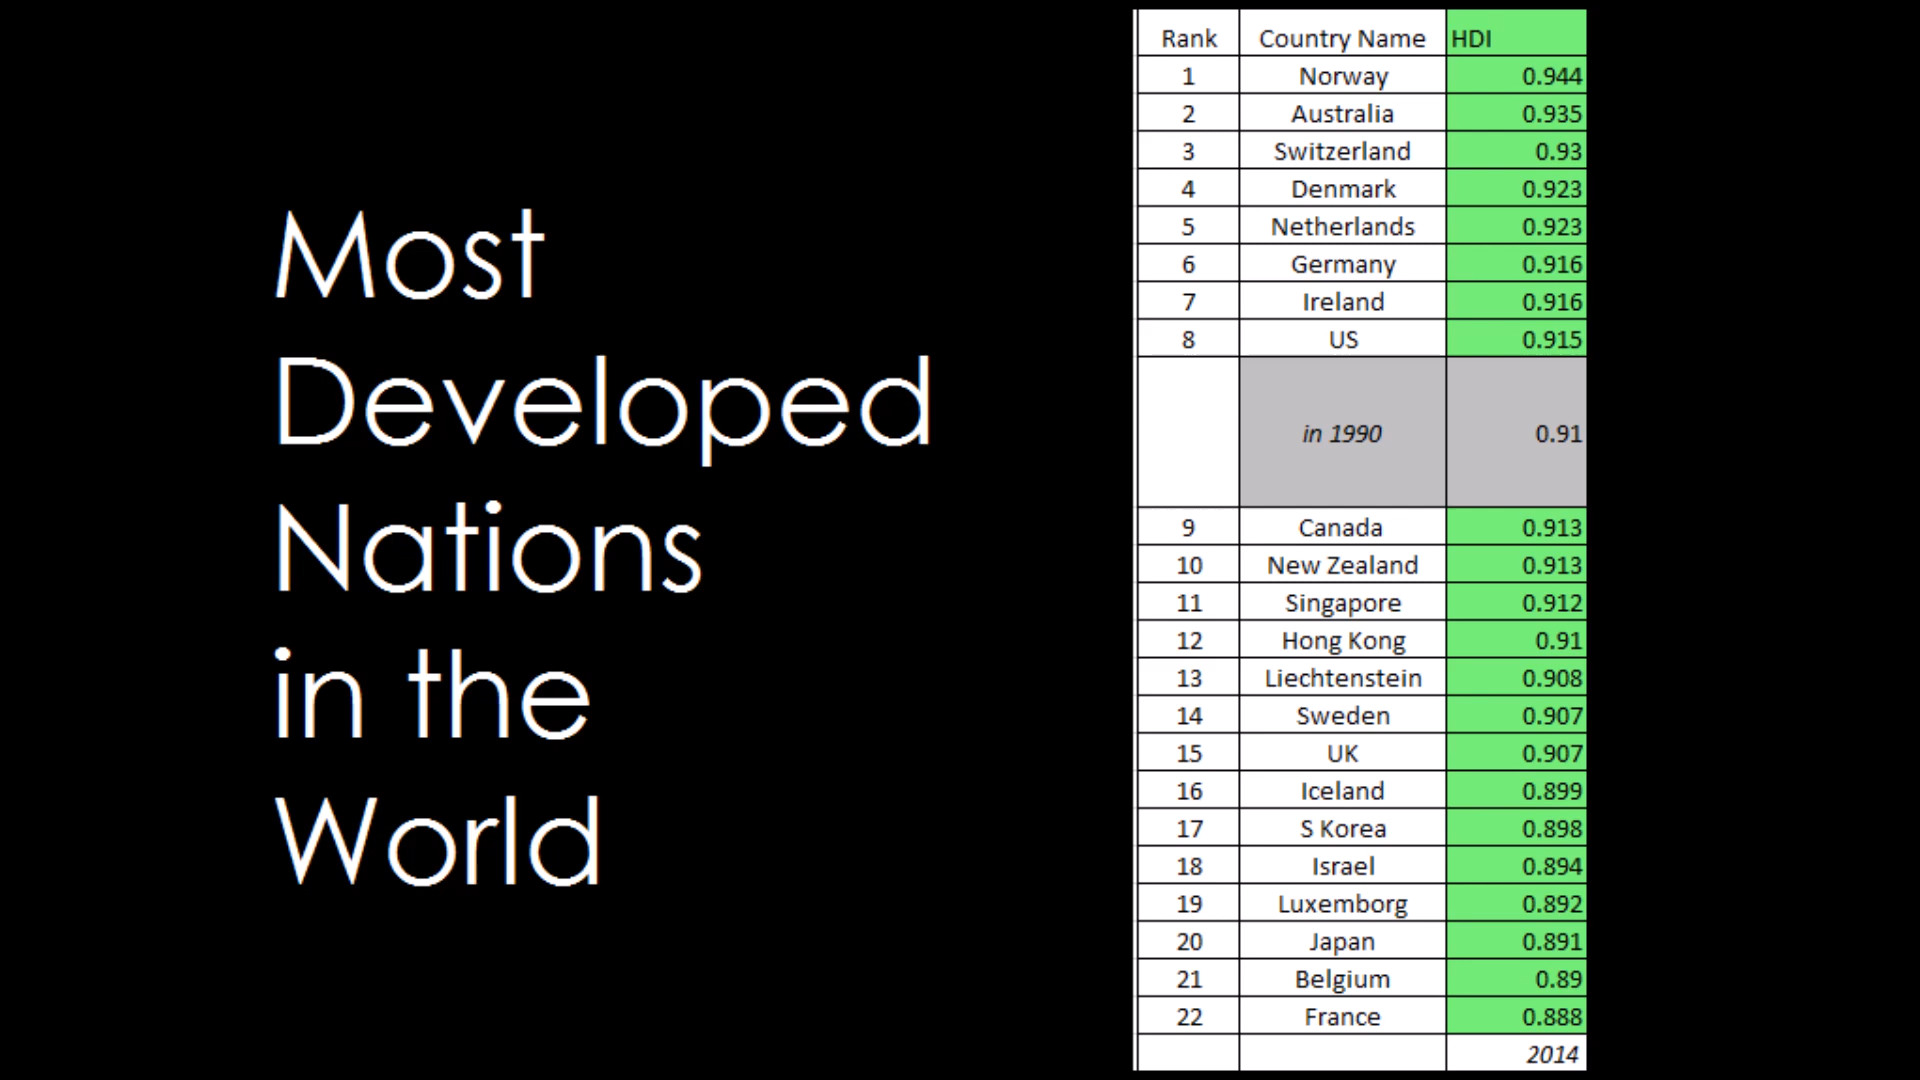 Most
Developed
Nations
in the
World
Rank Country Name HDI
1 Norway 0.944
2 Australia 0.935
3 Switzerland 0.93
4 Denmark 0.923
5 Netherlands 0.923
6 Germany 0.916
7 Ireland 0.916
8 US 0.915
in 1990 0.91
9 Canada 0.913
10 New Zealand 0.913
11 Singapore 0.912
12 Hong Kong 0.91
13 Liechtenstein 0.908
14 Sweden 0.907
15 UK 0.907
16 Iceland 0.899
17 S Korea 0.898
18 Israel 0.894
19 Luxemborg 0.892
20 Japan 0.891
21 Belgium 0.89
22 France 0.888
2014